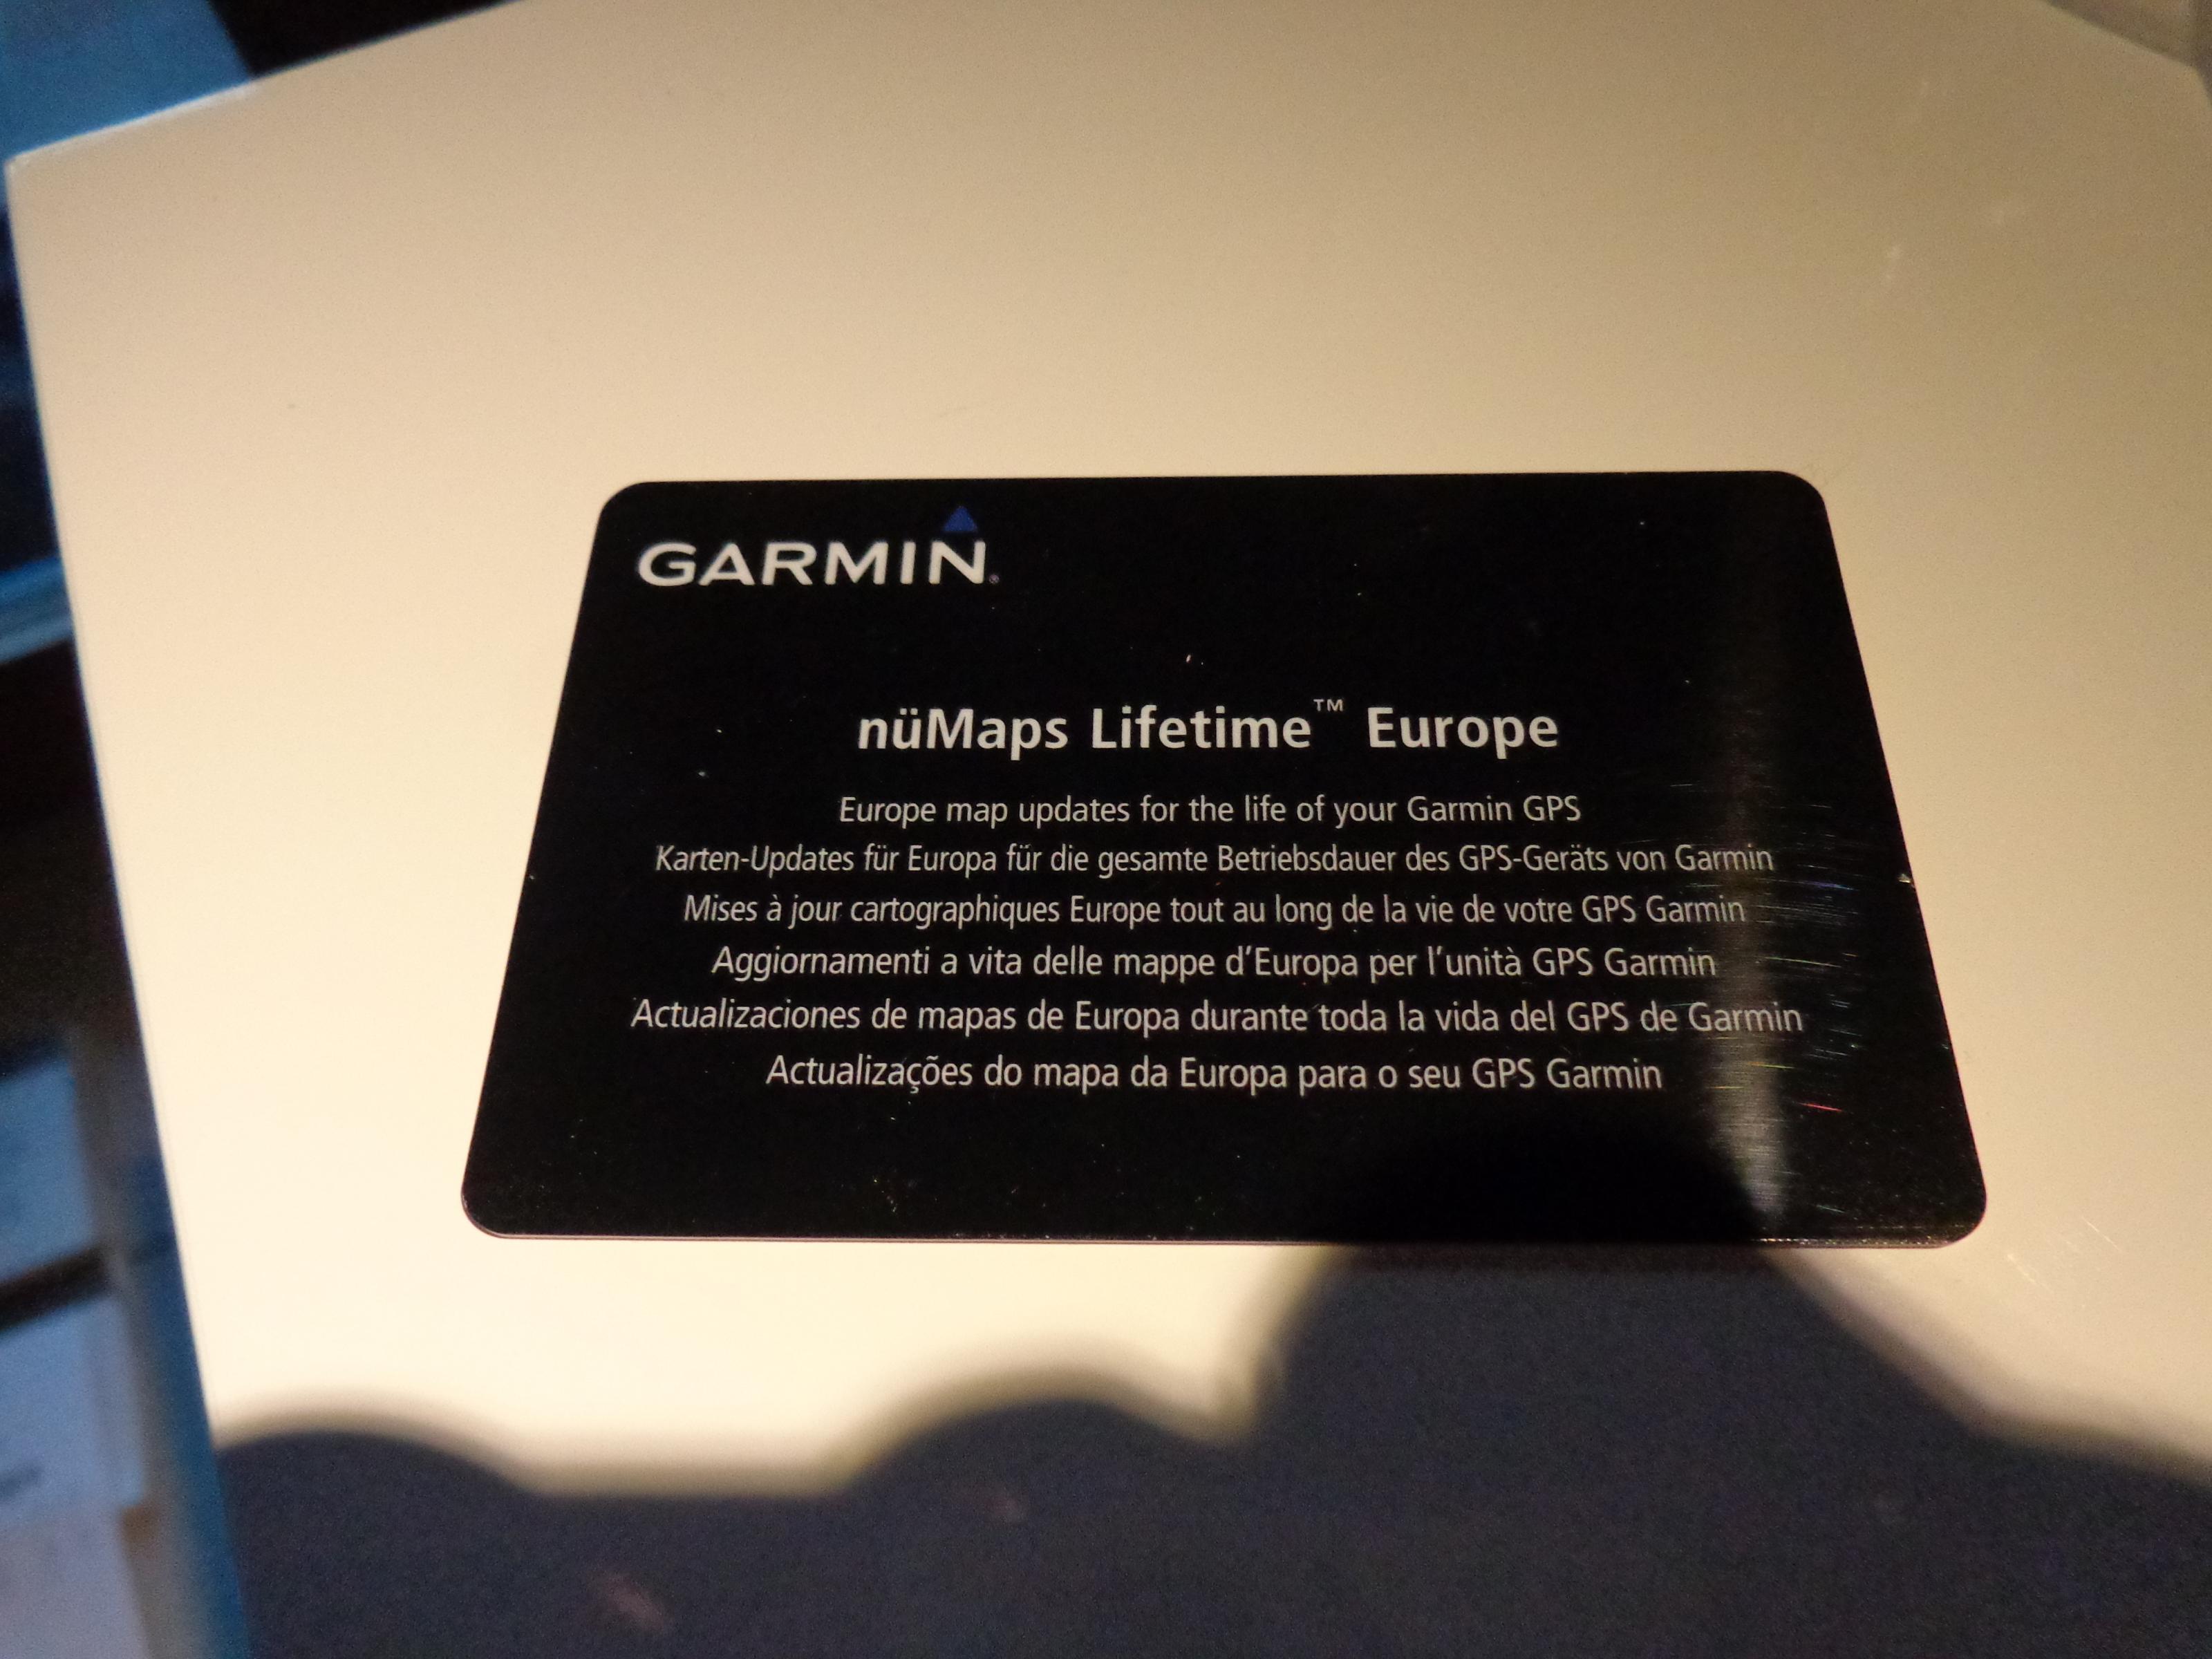 GARMIN
nüMaps Lifetime™ Europe
Europe map updates for the life of your Garmin GPS
Karten-Updates für Europa für die gesamte Betriebsdauer des GPS-Geräts von Garmin
Mises à jour cartographiques Europe tout au long de la vie de votre GPS Garmin
Aggiornamenti a vita delle mappe d'Europa per l'unità GPS Garmin
Actualizaciones de mapas de Europa durante toda la vida del GPS de Garmin
Actualizações do mapa da Europa para o seu GPS Garmin